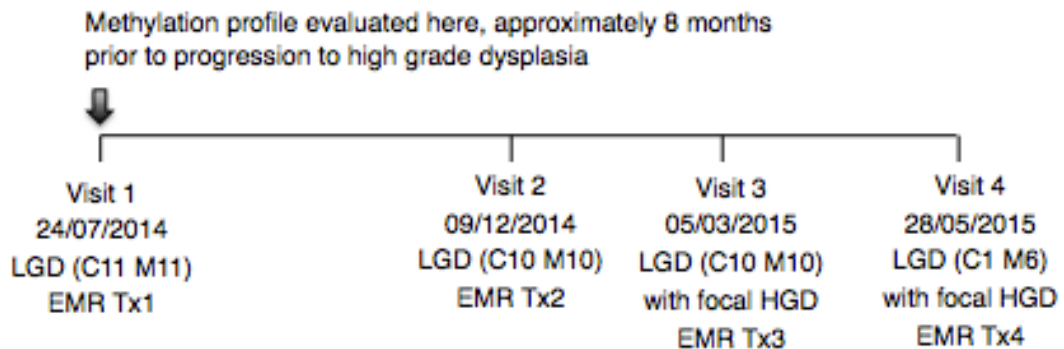 Methylation profile evaluated here, approximately 8 months
prior to progression to high grade dysplasia
Visit 1
24/07/2014
LGD (C11 M11)
EMR Tx1
Visit 2
09/12/2014
LGD (C10 M10)
EMR Tx2
Visit 3
05/03/2015
LGD (C10 M10)
with focal HGD
EMR Tx3
Visit 4
28/05/2015
LGD (C1 M6)
with focal HGD
EMR Tx4